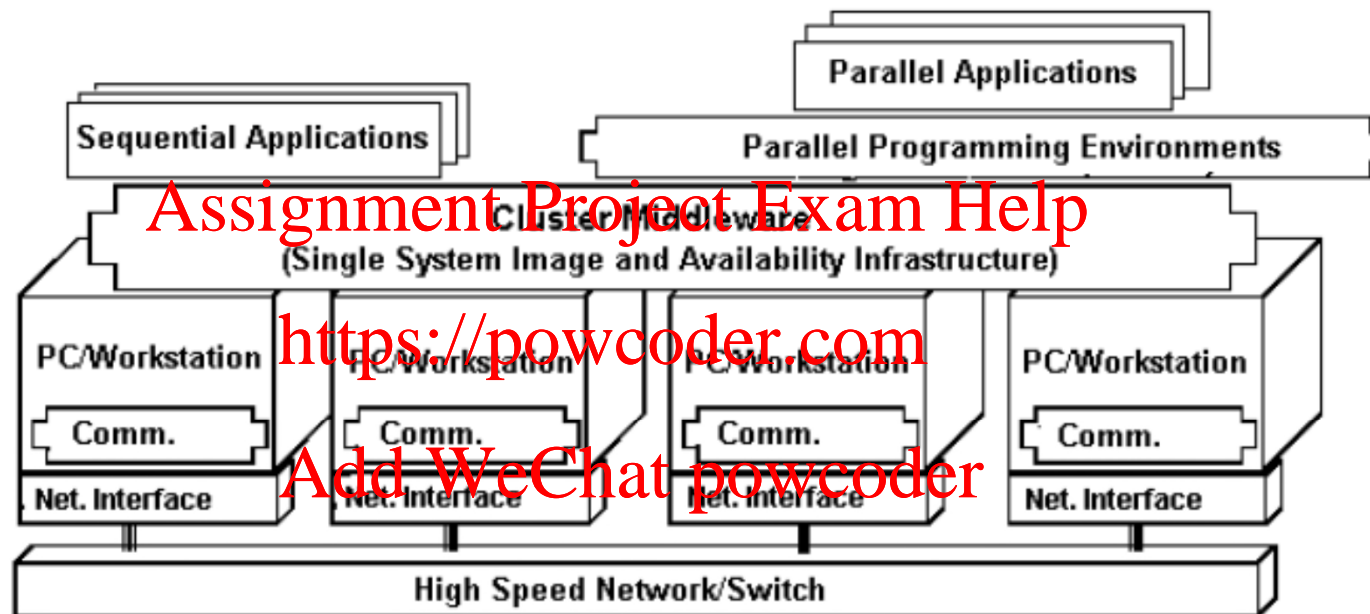 Parallel Applications
Sequential Applications
Parallel Programming Environments
Assignment Project Exam Help
Cluster Middleware
(Single System Image and Availability Infrastructure)
https://powcoder.com
PC/Workstation PC/Workstation PC/Workstation PC/Workstation
Comm. Comm. Comm. Comm.
Add WeChat powcoder
Net. Interface Net. Interface Net. Interface Net. Interface
High Speed Network/Switch